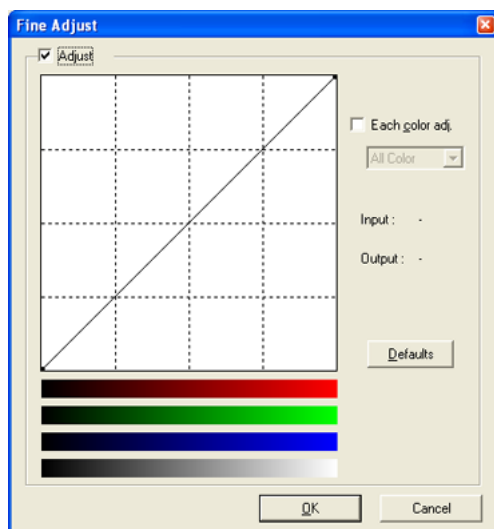 Fine Adjust
Adjust
Each color adj.
All Color
Input : -
Output : -
Defaults
OK
Cancel